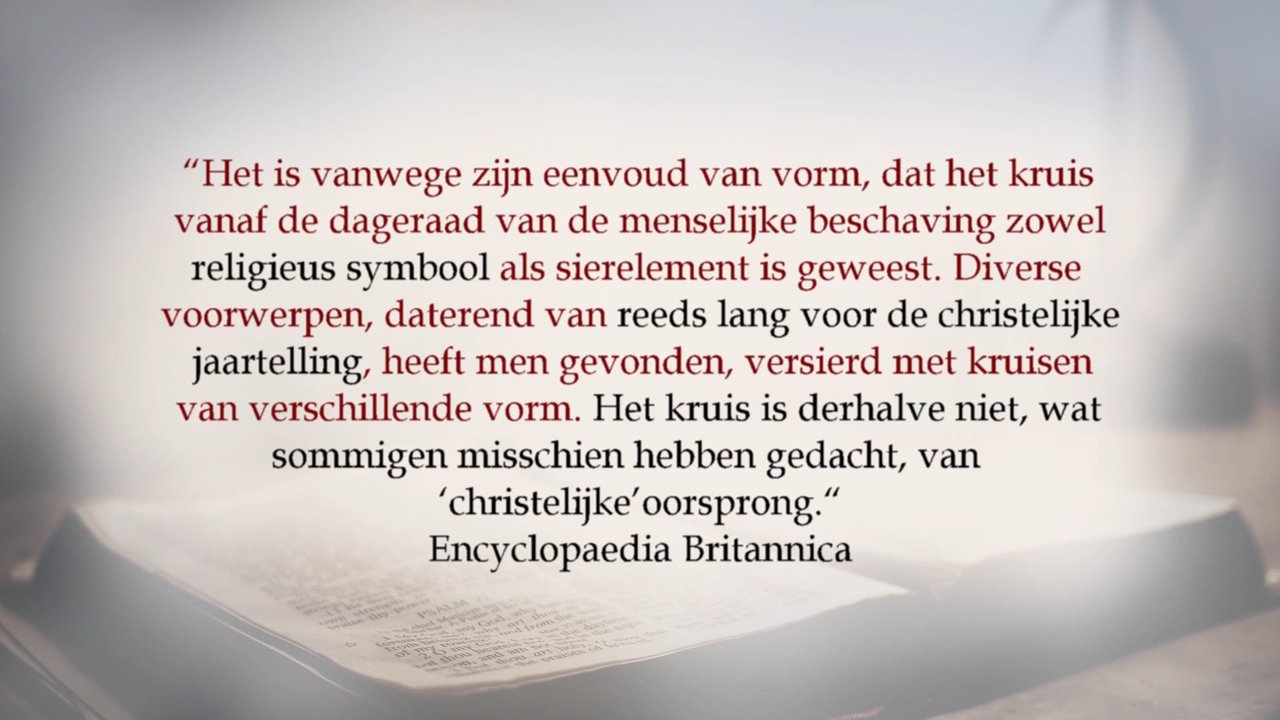 “Het is vanwege zijn eenvoud van vorm, dat het kruis
vanaf de dageraad van de menselijke beschaving zowel
religieus symbool als sierelement is geweest. Diverse
voorwerpen, daterend van reeds lang voor de christelijke
jaartelling, heeft men gevonden, versierd met kruisen
van verschillende vorm. Het kruis is derhalve niet, wat
sommigen misschien hebben gedacht, van
‘christelijke’oorsprong.“
Encyclopaedia Britannica
PSALM